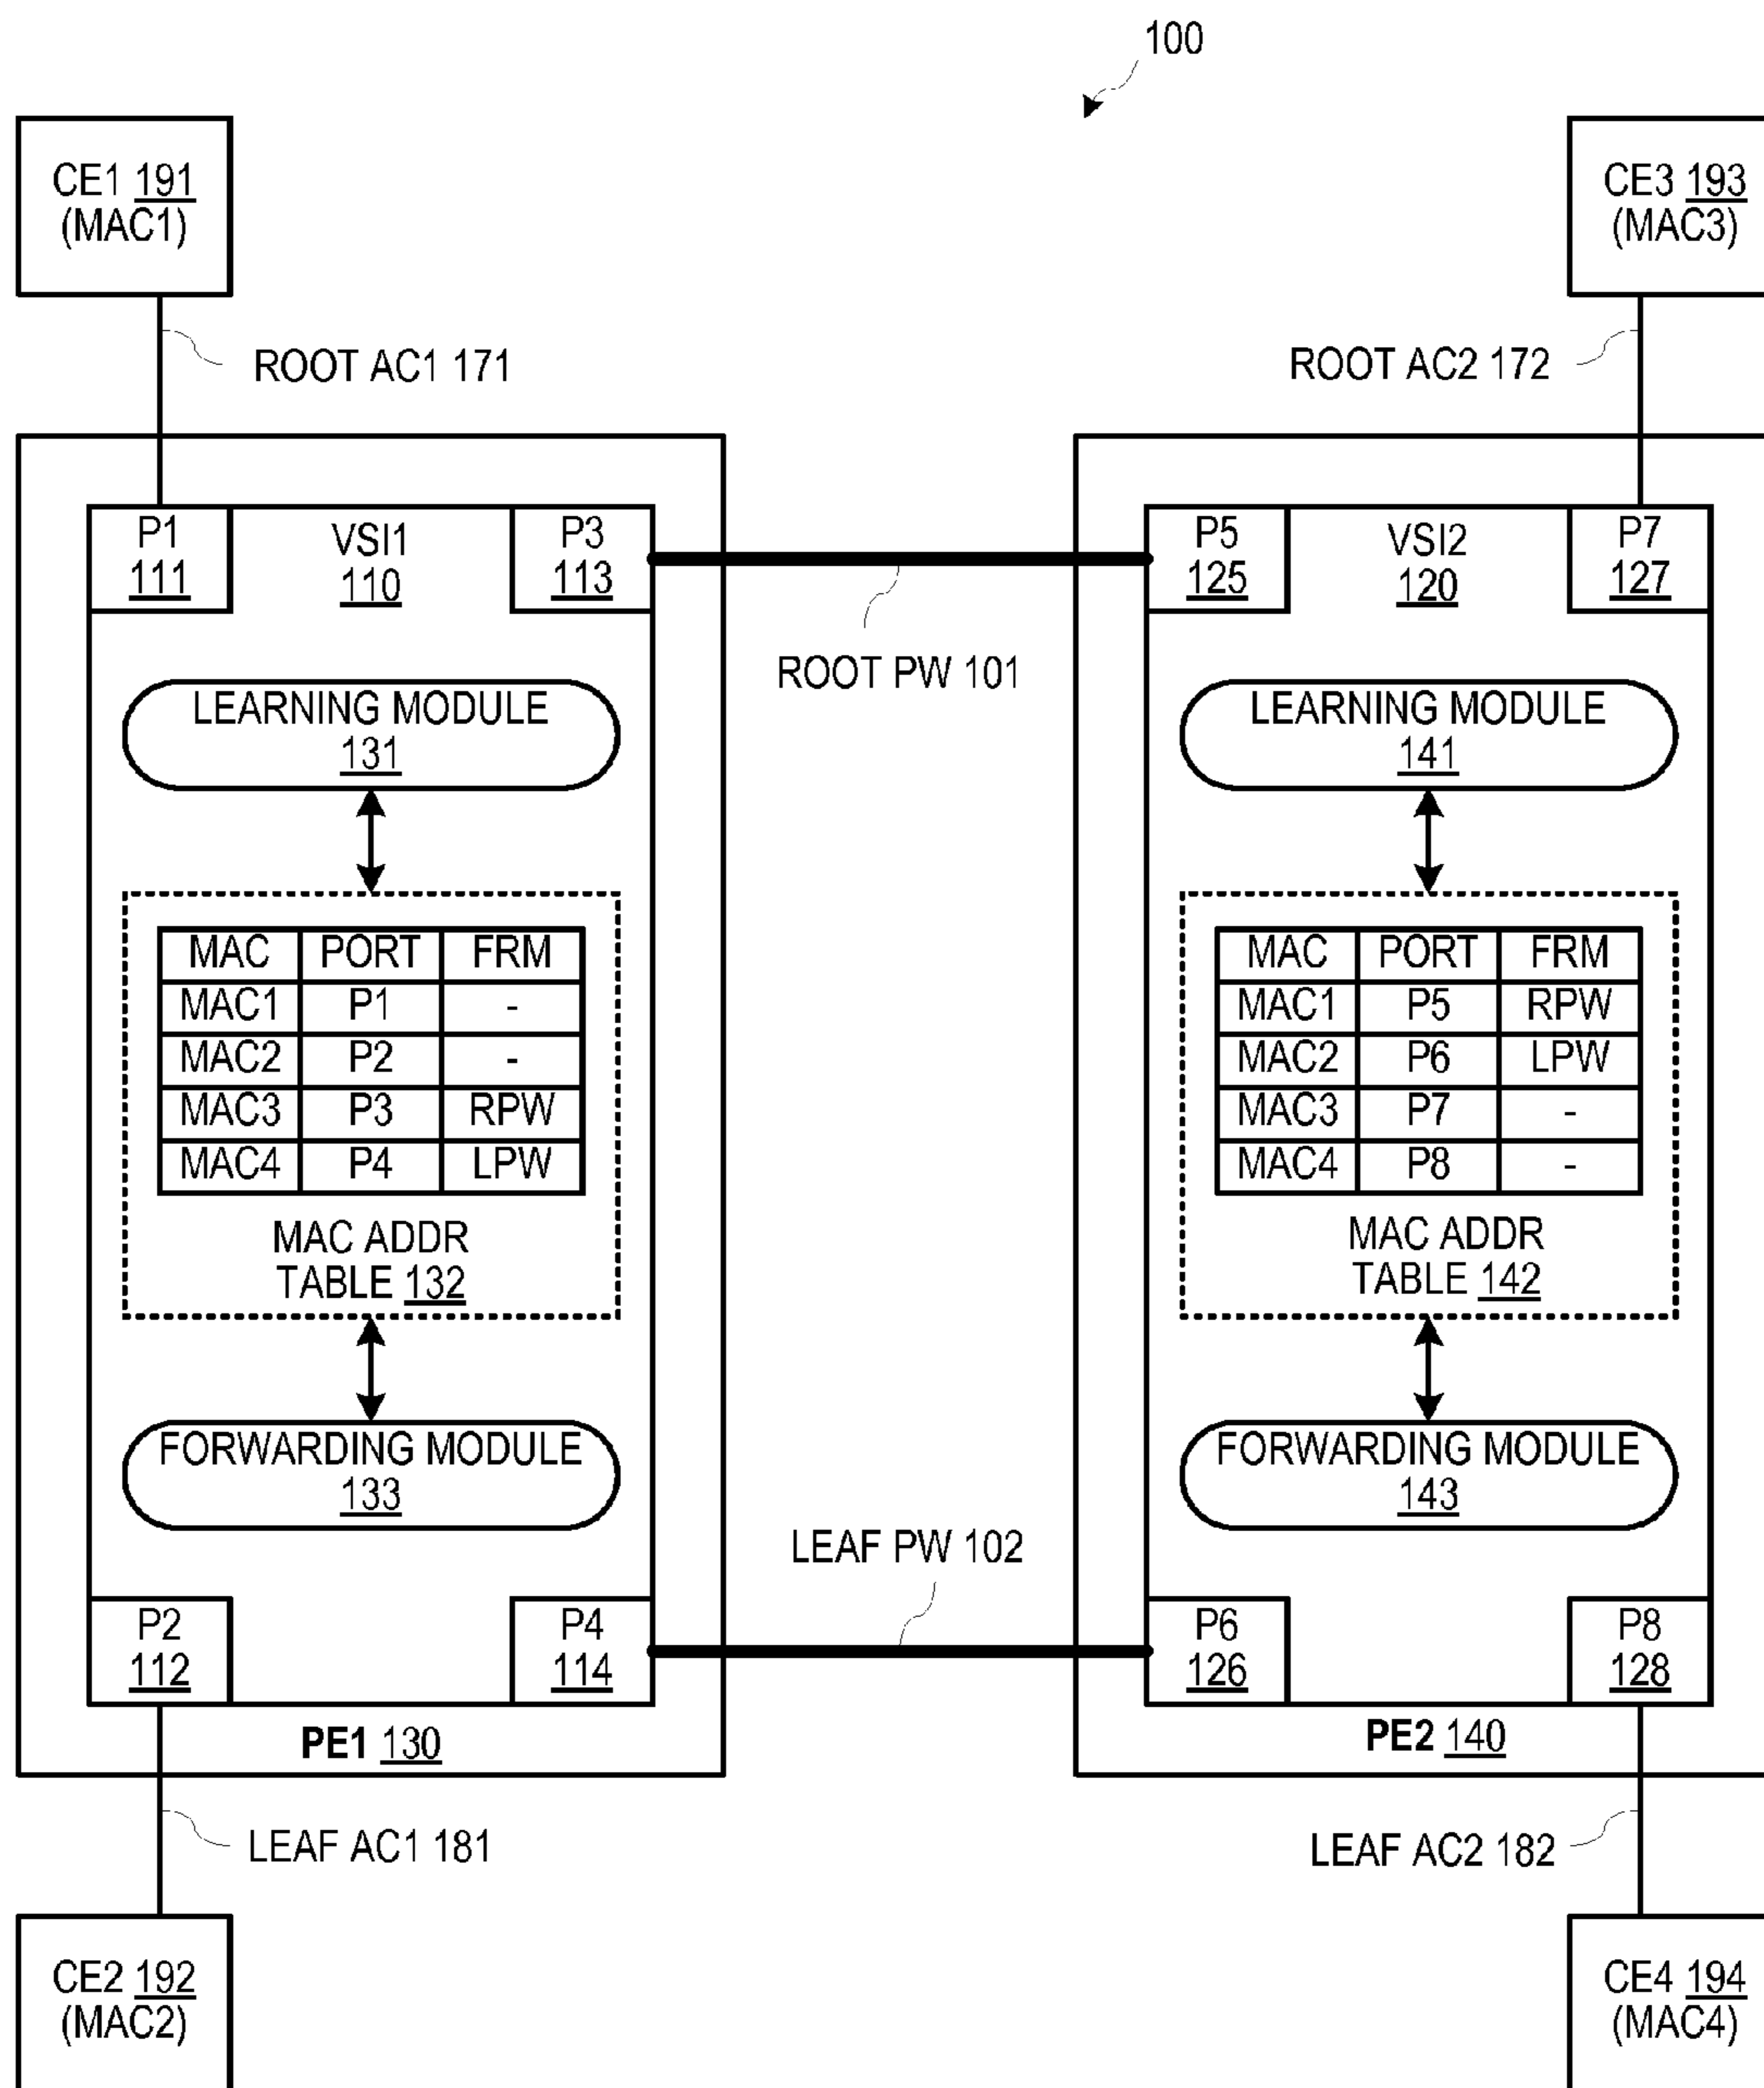 100
CE1 191
(MAC1)
CE3 193
(MAC3)
ROOT AC1 171
ROOT AC2 172
P1
111
VSI1
110
P3
113
P5
125
VSI2
120
P7
127
ROOT PW 101
LEARNING MODULE
131
LEARNING MODULE
141
MAC PORT FRM
MAC1 P1 -
MAC2 P2 -
MAC3 P3 RPW
MAC4 P4 LPW
MAC ADDR
TABLE 132
MAC PORT FRM
MAC1 P5 RPW
MAC2 P6 LPW
MAC3 P7 -
MAC4 P8 -
MAC ADDR
TABLE 142
FORWARDING MODULE
133
FORWARDING MODULE
143
LEAF PW 102
P2
112
P4
114
P6
126
P8
128
PE1 130
PE2 140
LEAF AC1 181
LEAF AC2 182
CE2 192
(MAC2)
CE4 194
(MAC4)